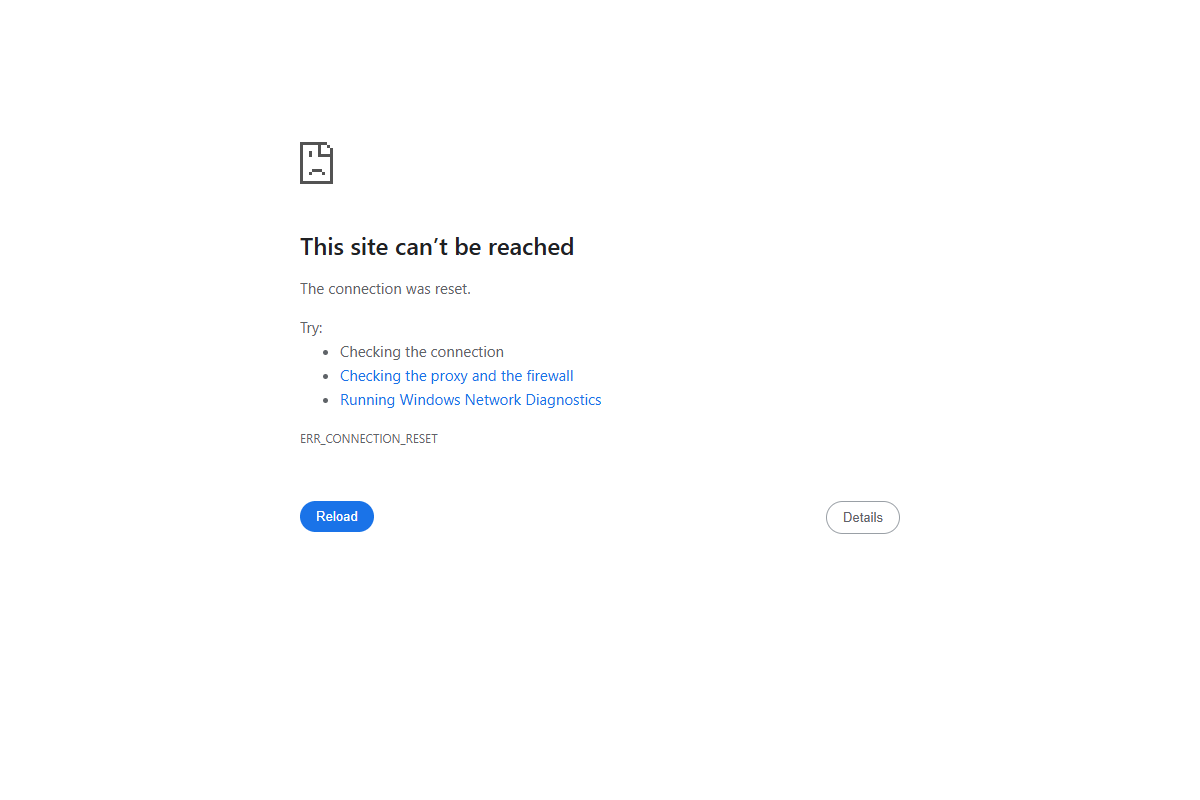 This site can’t be reached
The connection was reset.
Try:
Checking the connection
Checking the proxy and the firewall
Running Windows Network Diagnostics
ERR_CONNECTION_RESET
Reload
Details